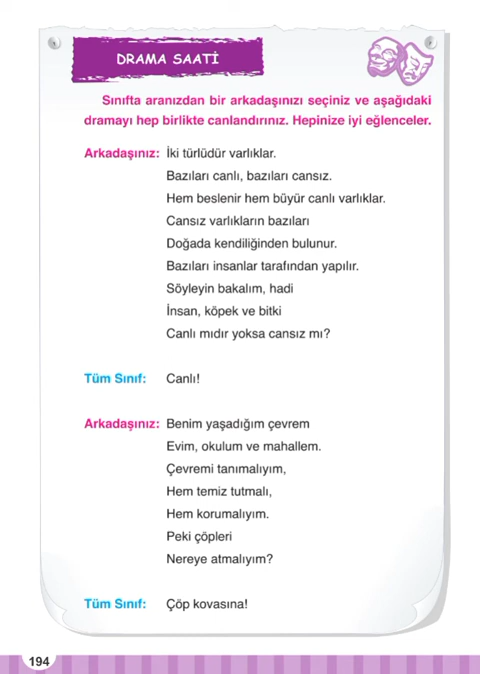 DRAMA SAATİ
Sınıfta aranızdan bir arkadaşınızı seçiniz ve aşağıdaki
dramayı hep birlikte canlandırınız. Hepinize iyi eğlenceler.
Arkadaşınız: İki türlüdür varlıklar.
Bazıları canlı, bazıları cansız.
Hem beslenir hem büyür canlı varlıklar.
Cansız varlıkların bazıları
Doğada kendiliğinden bulunur.
Bazıları insanlar tarafından yapılır.
Söyleyin bakalım, hadi
İnsan, köpek ve bitki
Canlı mıdır yoksa cansız mı?
Tüm Sınıf: Canlı!
Arkadaşınız: Benim yaşadığım çevrem
Evim, okulum ve mahallem.
Çevremi tanımalıyım,
Hem temiz tutmalı,
Hem korumalıyım.
Peki çöpleri
Nereye atmalıyım?
Tüm Sınıf: Çöp kovasına!
194